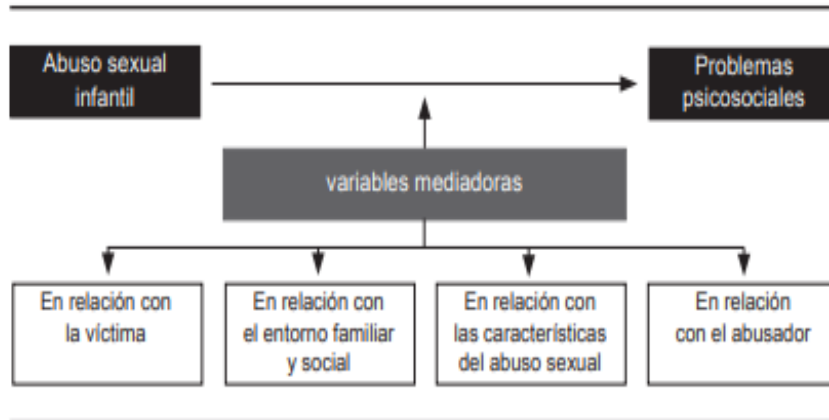 Abuso sexual
infantil
Problemas
psicosociales
variables mediadoras
En relación con
la víctima
En relación con
el entorno familiar
y social
En relación con
las características
del abuso sexual
En relación
con el abusador